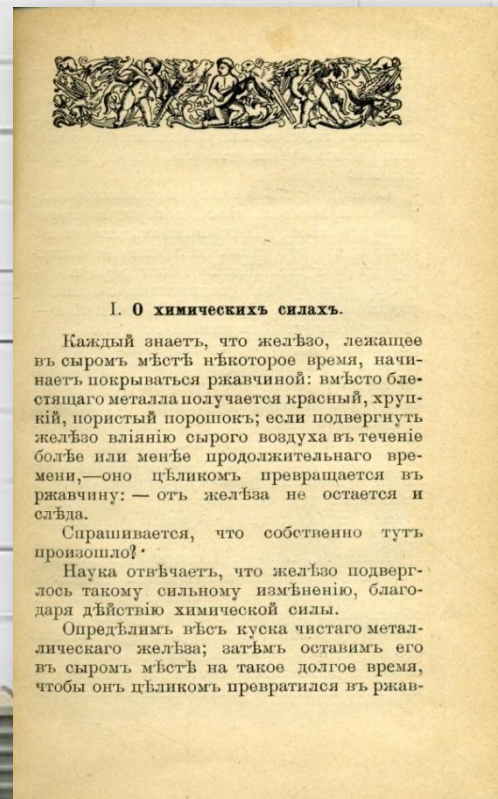 I. О химическихъ силахъ.
Каждый знаетъ, что желѣзо, лежащее
въ сыромъ мѣстѣ нѣкоторое время, начи-
наетъ покрываться ржавчиной: вмѣсто бле-
стящаго металла получается красный, хруп-
кій, пористый порошокъ; если подвергнуть
желѣзо вліянію сырого воздуха въ теченіе
болѣе или менѣе продолжительнаго вре-
мени,—оно цѣликомъ превращается въ
ржавчину: — отъ желѣза не остается и
слѣда.
Спрашивается, что собственно тутъ
произошло?
Наука отвѣчаетъ, что желѣзо подверг-
лось такому сильному измѣненію, благо-
даря дѣйствію химической силы.
Опредѣлимъ вѣсъ куска чистаго метал-
лическаго желѣза; затѣмъ оставимъ его
въ сыромъ мѣстѣ на такое долгое время,
чтобы онъ цѣликомъ превратился въ ржав-